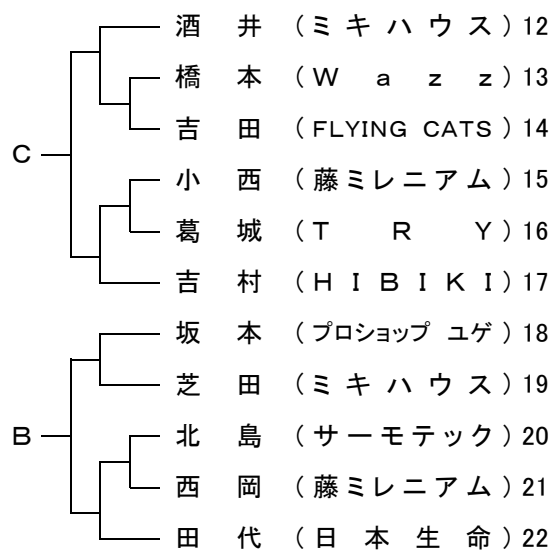 酒井（ミキハウス）12
橋本（Ｗａｚｚ）13
吉田（FLYING CATS）14
C
小西（藤ミレニアム）15
葛城（ＴＲＹ）16
吉村（ＨＩＢＩＫＩ）17
坂本（プロショップ ユゲ）18
芝田（ミキハウス）19
B
北島（サーモテック）20
西岡（藤ミレニアム）21
田代（日本生命）22